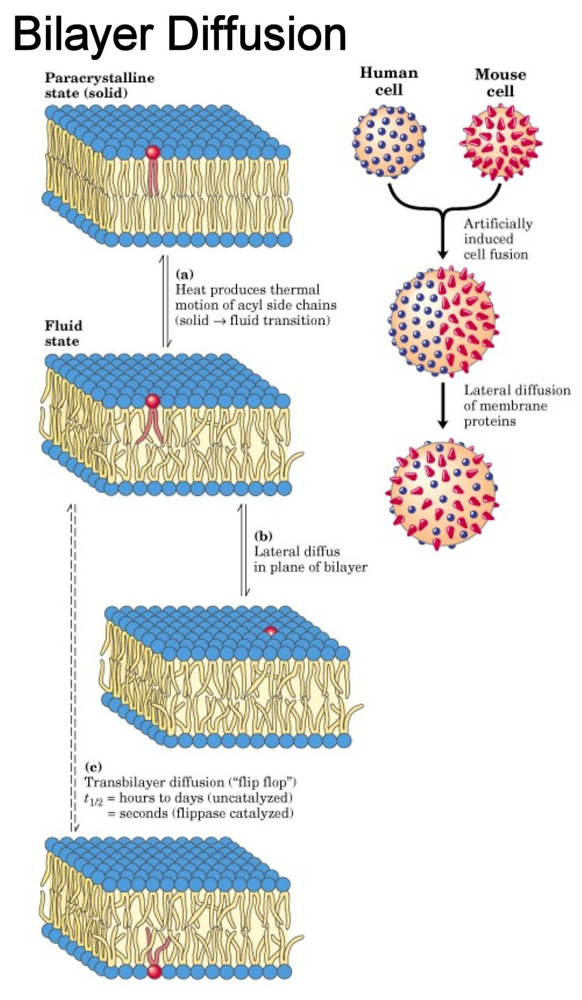 Bilayer Diffusion
Paracrystalline
state (solid)
(a)
Heat produces thermal
motion of acyl side chains
(solid → fluid transition)
Fluid
state
(b)
Lateral diffus
in plane of bilayer
(c)
Transbilayer diffusion (“flip flop”)
t1/2 = hours to days (uncatalyzed)
= seconds (flippase catalyzed)
Human
cell
Mouse
cell
Artificially
induced
cell fusion
Lateral diffusion
of membrane
proteins